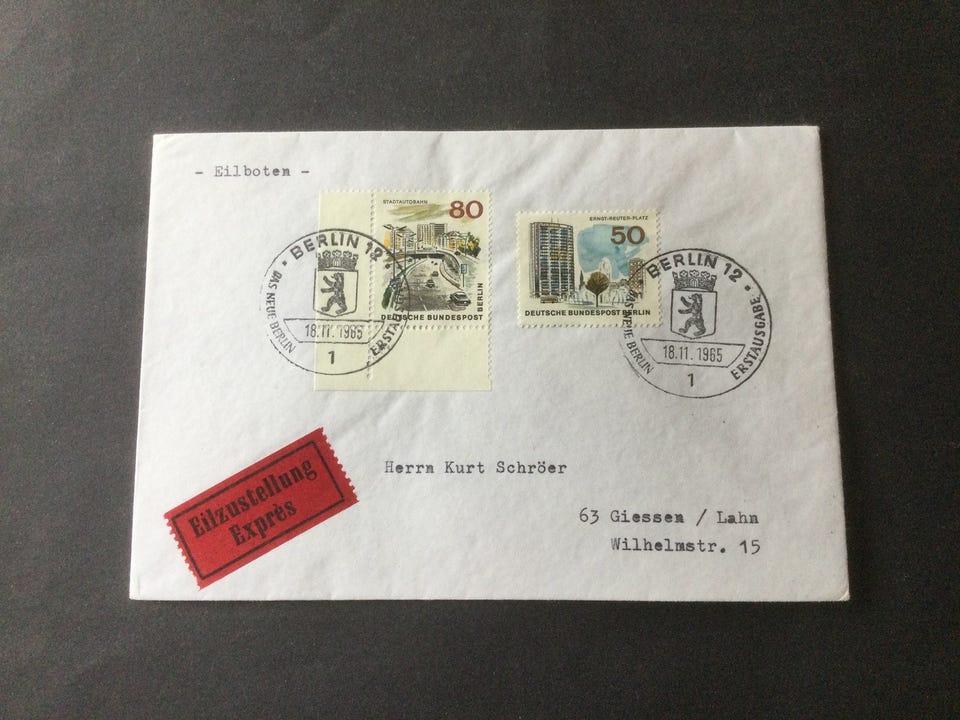 - Eilboten -
STADTAUTOBAHN
80
DEUTSCHE BUNDESPOST
BERLIN
BERLIN 12
DAS NEUE BERLIN
18.11.1965
ERSTAUSGABE
1
ERNST-REUTER-PLATZ
50
DEUTSCHE BUNDESPOST BERLIN
BERLIN 12
DAS NEUE BERLIN
18.11.1965
ERSTAUSGABE
1
Eilzustellung
Exprès
Herrn Kurt Schröer
63 Giessen / Lahn
Wilhelmstr. 15